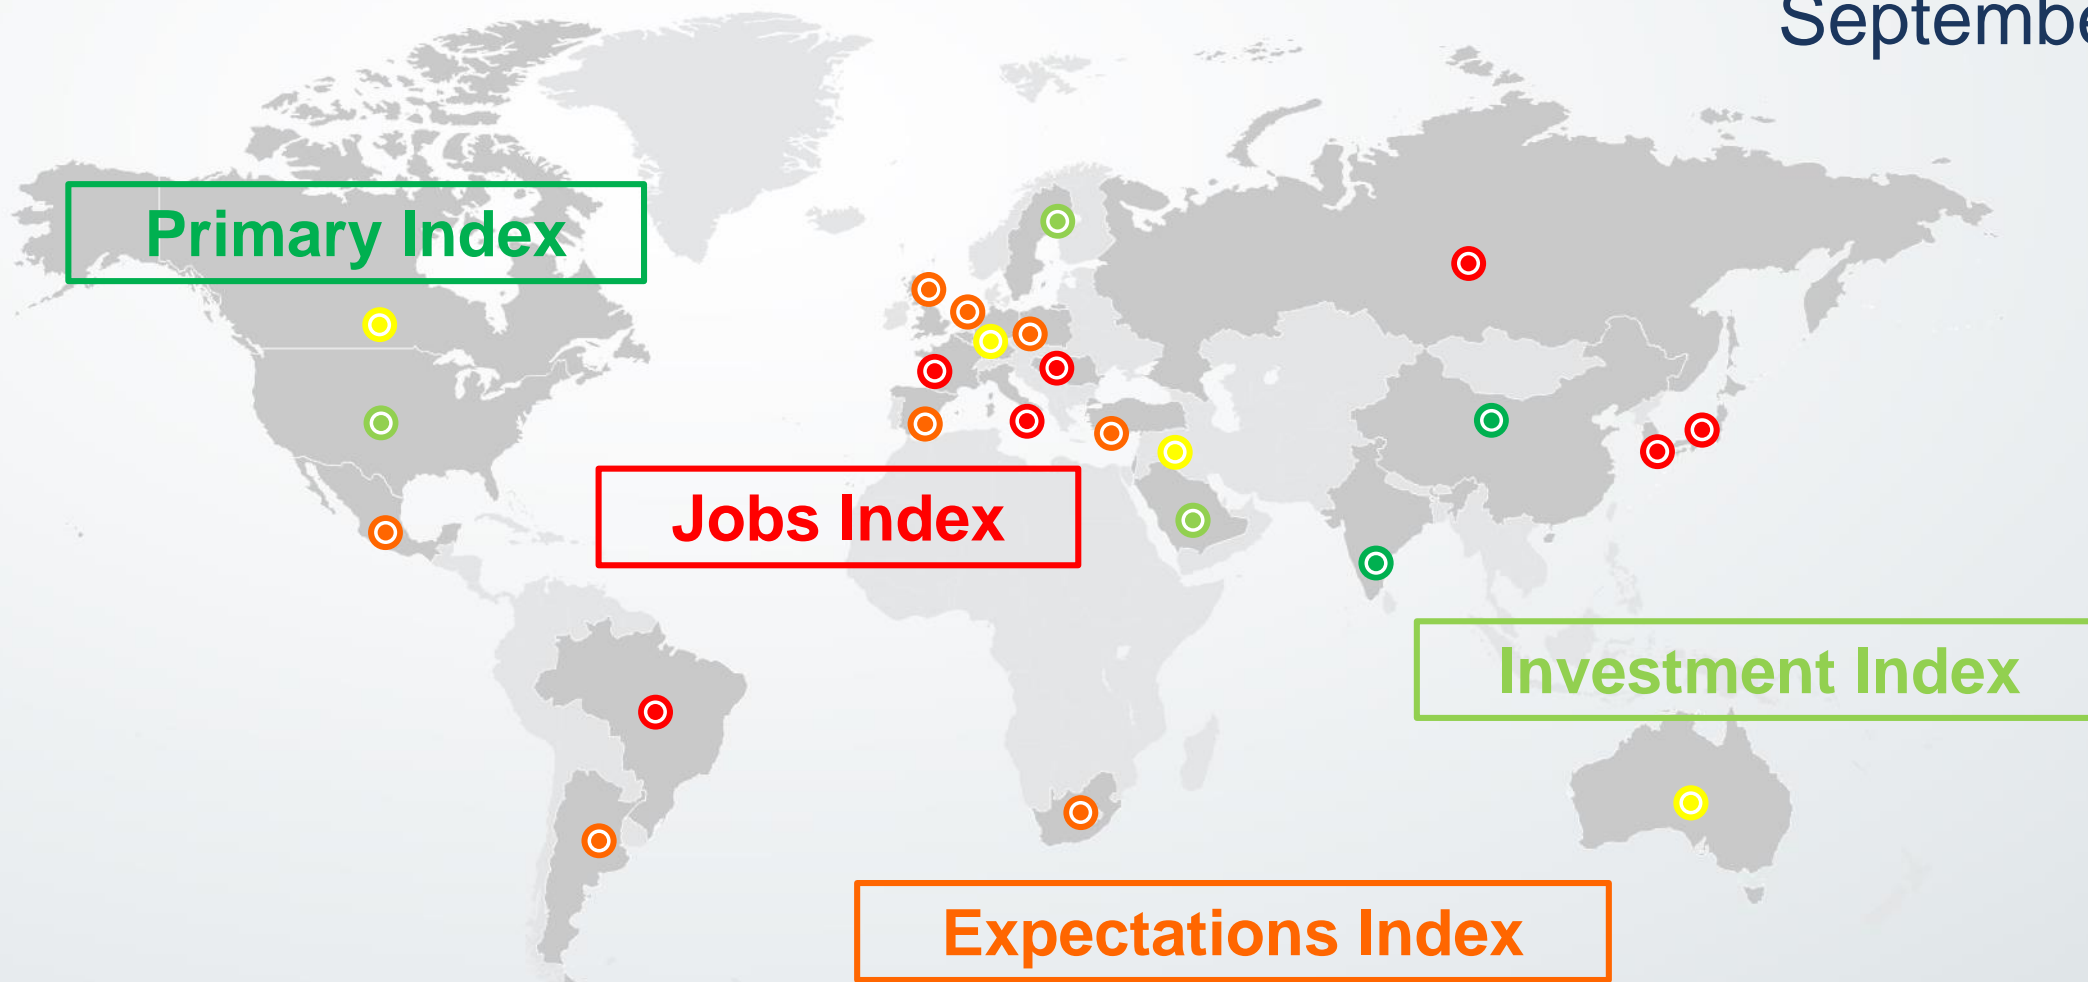 Primary Index
Jobs Index
Investment Index
Expectations Index